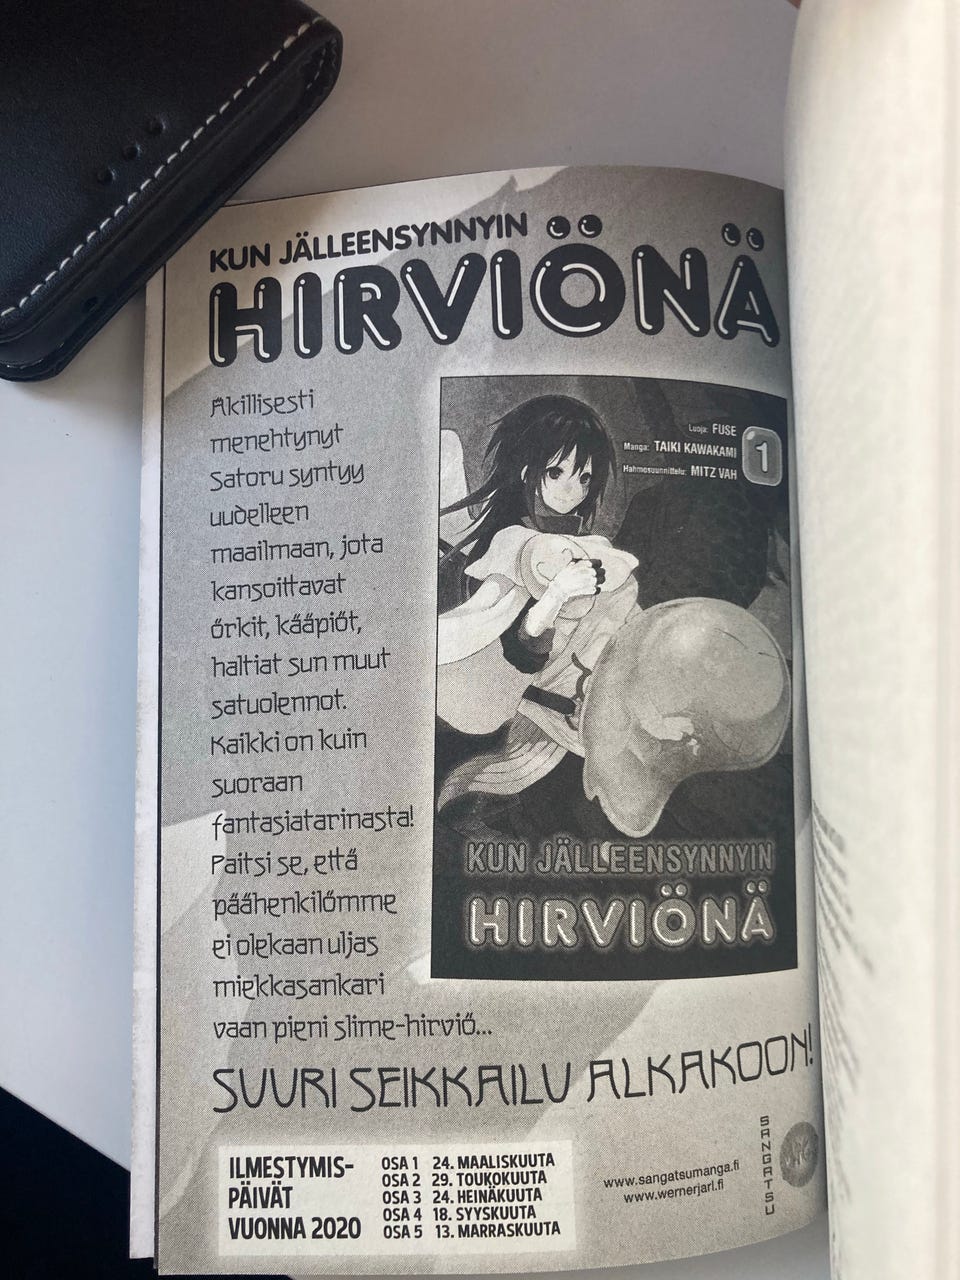 KUN JÄLLEENSYNNYIN
HIRVIÖNÄ
Äkillisesti
menehtynyt
Satoru syntyy
uudelleen
maailmaan, jota
kansoittavat
örkit, kääpiöt,
haltiat sun muut
satuolennot.
Kaikki on kuin
suoraan
fantasiatarinasta!
Paitsi se, että
päähenkilömme
ei olekaan uljas
miekkasankari
vaan pieni slime-hirviö...
Luoja: FUSE
Manga: TAIKI KAWAKAMI
Hahmosuunnittelu: MITZ VAH
1
KUN JÄLLEENSYNNYIN
HIRVIÖNÄ
SUURI SEIKKAILU ALKAKOON!
ILMESTYMIS-
PÄIVÄT
VUONNA 2020
OSA 1 24. MAALISKUUTA
OSA 2 29. TOUKOKUUTA
OSA 3 24. HEINÄKUUTA
OSA 4 18. SYYSKUUTA
OSA 5 13. MARRASKUUTA
www.sangatsumanga.fi
www.wernerjarl.fi
SANGATSU